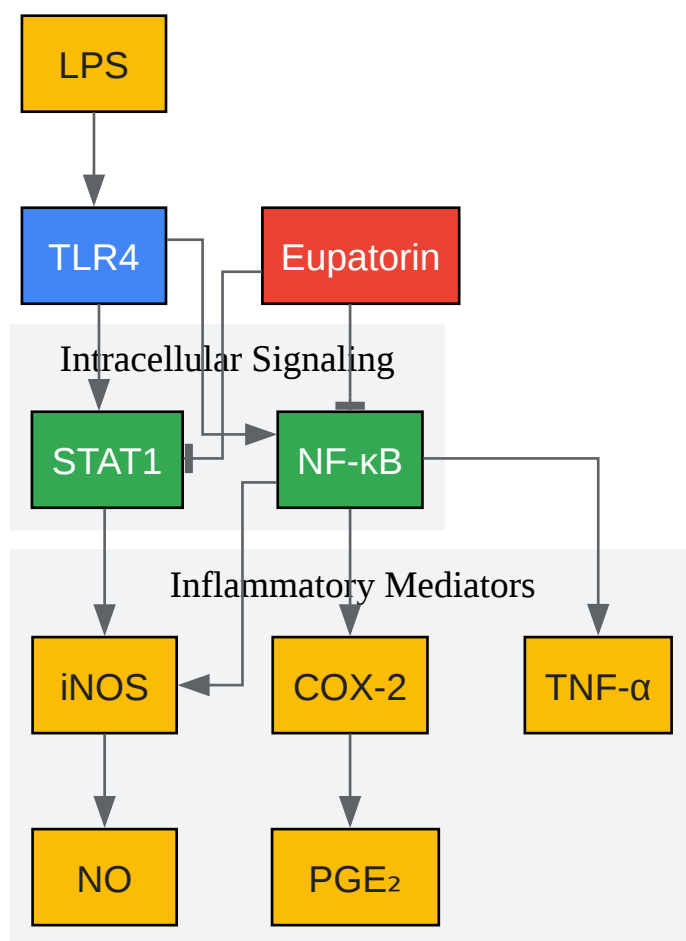 LPS
TLR4
Eupatorin
Intracellular Signaling
STAT1
NF-κB
Inflammatory Mediators
iNOS
COX-2
TNF-α
NO
PGE₂